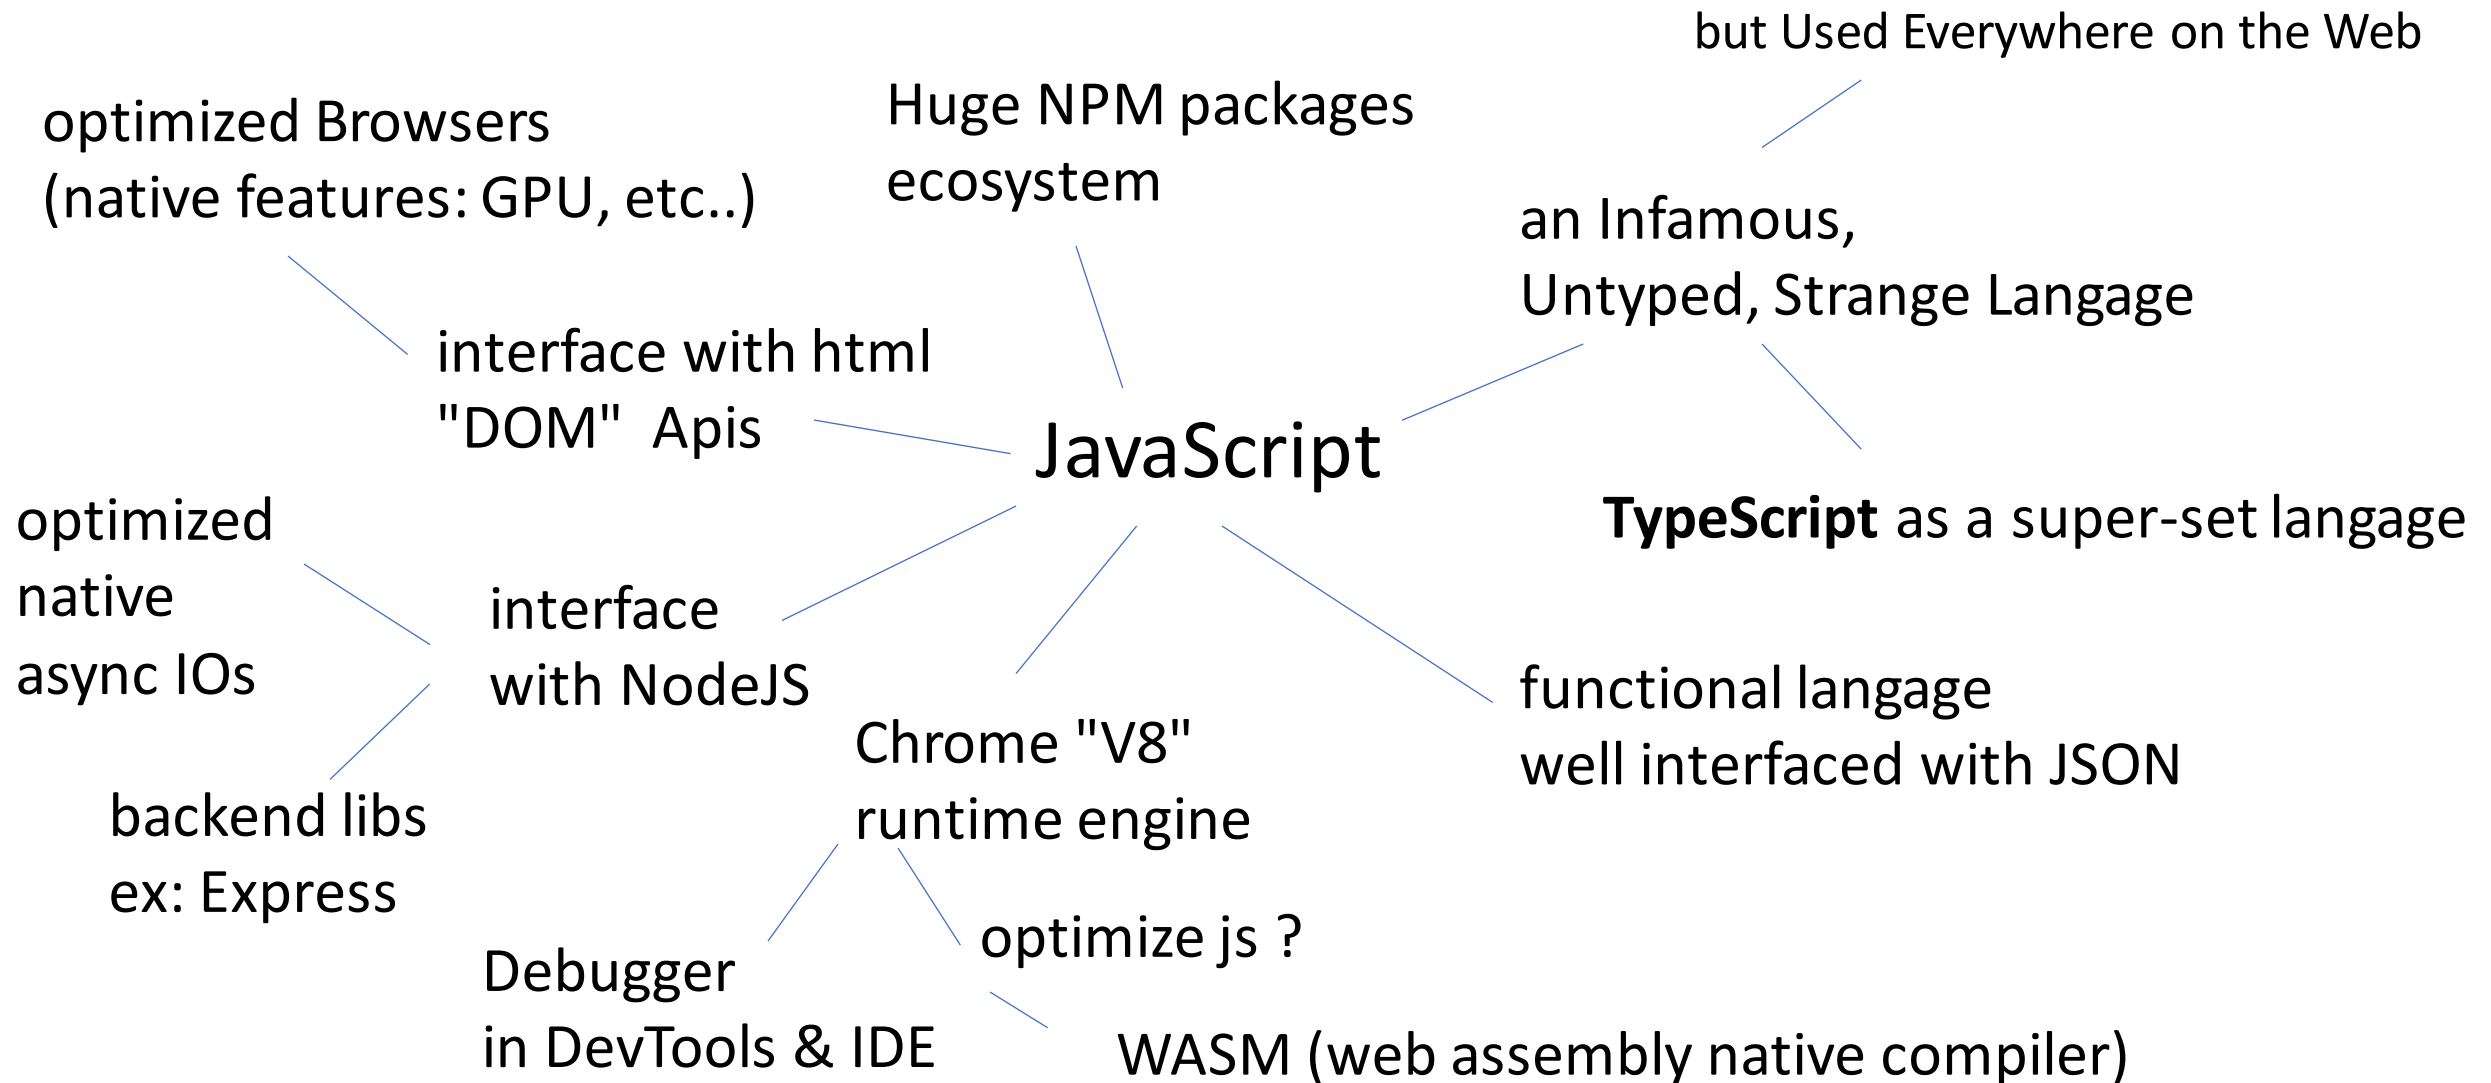 but Used Everywhere on the Web
optimized Browsers
(native features: GPU, etc..)
Huge NPM packages
ecosystem
an Infamous,
Untyped, Strange Langage
interface with html
"DOM"  Apis
JavaScript
TypeScript as a super-set langage
optimized
native
async IOs
interface
with NodeJS
functional langage
well interfaced with JSON
Chrome "V8"
runtime engine
backend libs
ex: Express
optimize js ?
Debugger
in DevTools & IDE
WASM (web assembly native compiler)